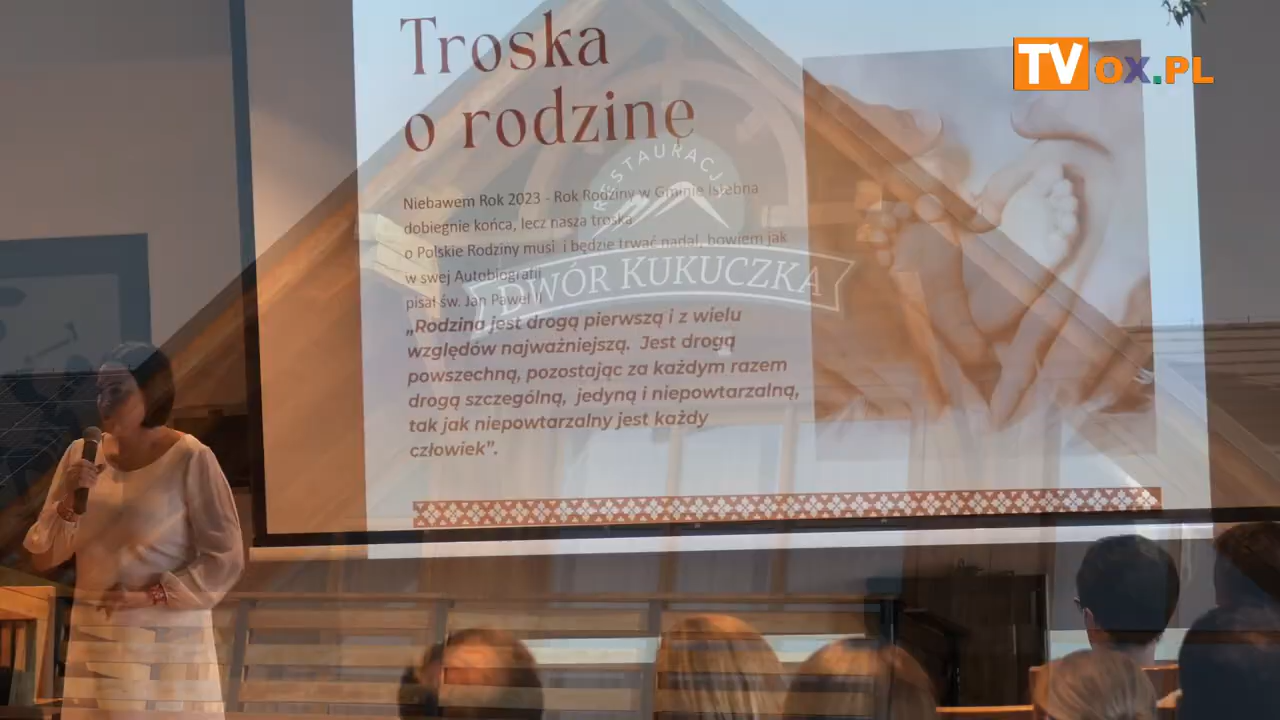 Troska
o rodzinę
TVOX.PL
Niebawem Rok 2023 - Rok Rodziny w Gminie Istebna
dobiegnie końca, lecz nasza troska
o Polskie Rodziny musi i będzie trwać nadal, bowiem jak
w swej Autobiografii
pisał św. Jan Paweł II
„Rodzina jest drogą pierwszą i z wielu
względów najważniejszą. Jest drogą
powszechną, pozostając za każdym razem
drogą szczególną, jedyną i niepowtarzalną,
tak jak niepowtarzalny jest każdy
człowiek”.
RESTAURACJA
DWÓR KUKUCZKA